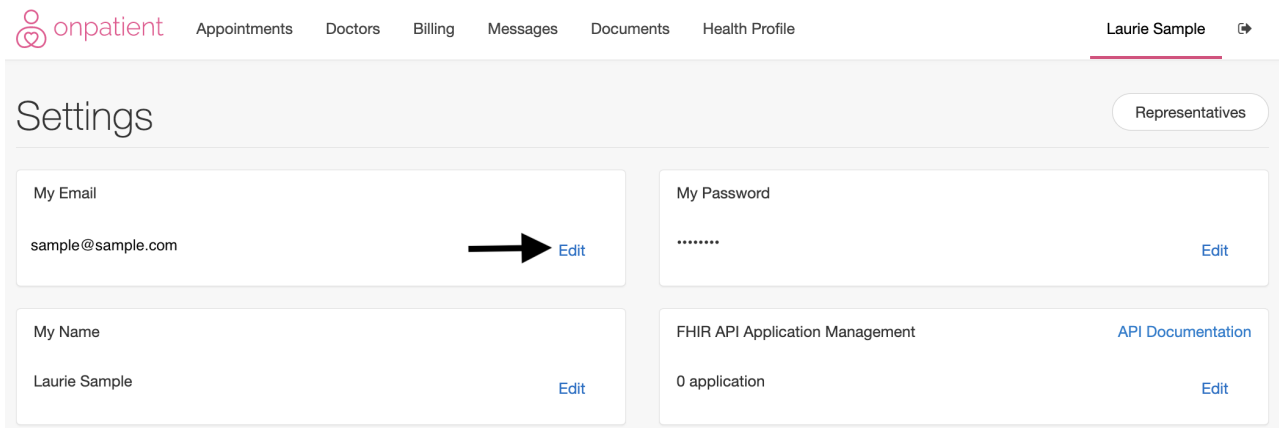 onpatient Appointments Doctors Billing Messages Documents Health Profile Laurie Sample
Settings Representatives
My Email
sample@sample.com Edit
My Password
•••••••• Edit
My Name
Laurie Sample Edit
FHIR API Application Management API Documentation
0 application Edit